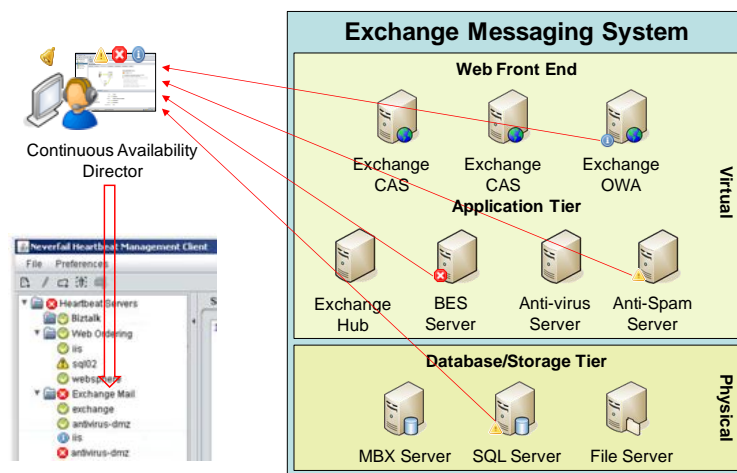 Exchange Messaging System
Web Front End
Exchange
CAS
Exchange
CAS
Exchange
OWA
Virtual
Application Tier
Exchange
Hub
BES
Server
Anti-virus
Server
Anti-Spam
Server
Database/Storage Tier
Physical
MBX Server
SQL Server
File Server
Continuous Availability
Director
Neverfail Heartbeat Management Client
File Preferences
Heartbeat Servers
Biztalk
Web Ordering
iis
sql02
websphere
Exchange Mail
exchange
antivirus-dmz
iis
antivirus-dmz